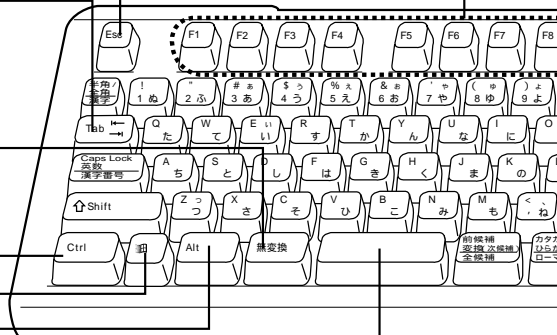 Esc F1 F2 F3 F4 F5 F6 F7 F8
半角/
全角
漢字
! 1 ぬ
" 2 ふ
# ぁ 3 あ
$ ぅ 4 う
% ぇ 5 え
& ぉ 6 お
' ゃ 7 や
( ゅ 8 ゆ
) ょ 9 よ
Tab
Q た
W て
E ぃ い
R す
T か
Y ん
U な
I に
O
Caps Lock
英数
漢字番号
A ち
S と
D し
F は
G き
H く
J ま
K の
Shift
Z っ つ
X さ
C そ
V ひ
B こ
N み
M も
< 、 , ね
Ctrl
Alt
無変換
前候補
変換(次候補)
全候補
カタカ
ひらが
ローマ